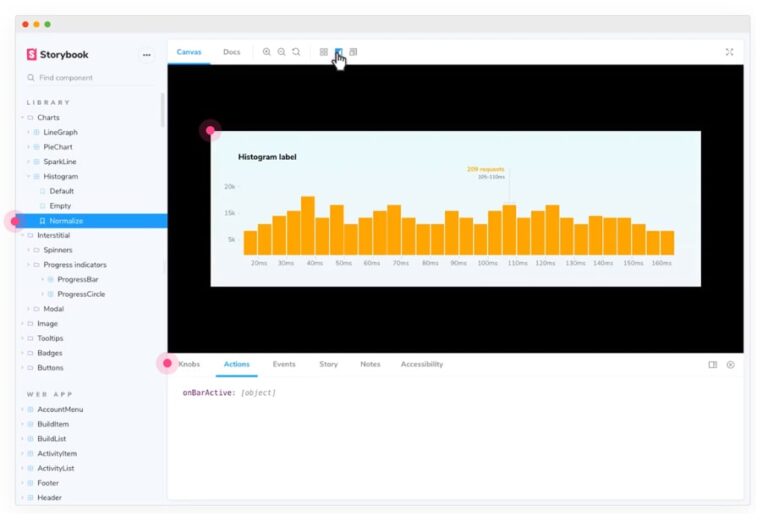 Storybook
Find component
LIBRARY
Charts
LineGraph
PieChart
SparkLine
Histogram
Default
Empty
Normalize
Interstitial
Spinners
Progress indicators
ProgressBar
ProgressCircle
Modal
Image
Tooltips
Badges
Buttons
WEB APP
AccountMenu
BuildItem
BuildList
ActivityItem
ActivityList
Footer
Header
Canvas Docs
Histogram label
209 requests
105-110ms
20k
15k
5k
20ms 30ms 40ms 50ms 60ms 70ms 80ms 90ms 100ms 110ms 120ms 130ms 140ms 150ms 160ms
Knobs Actions Events Story Notes Accessibility
onBarActive: [object]